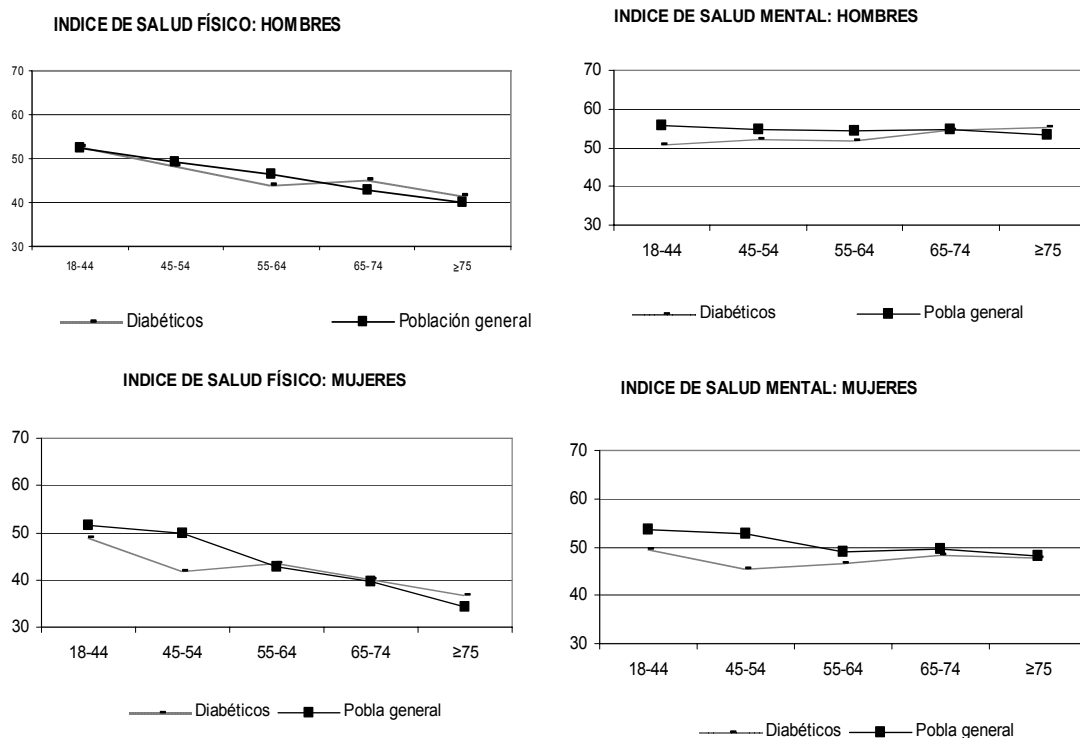 INDICE DE SALUD FÍSICO: HOMBRES
70
60
50
40
30
18-44 45-54 55-64 65-74 ≥75
Diabéticos Población general
INDICE DE SALUD MENTAL: HOMBRES
70
60
50
40
30
18-44 45-54 55-64 65-74 ≥75
Diabéticos Pobla general
INDICE DE SALUD FÍSICO: MUJERES
70
60
50
40
30
18-44 45-54 55-64 65-74 ≥75
Diabéticos Pobla general
INDICE DE SALUD MENTAL: MUJERES
70
60
50
40
30
18-44 45-54 55-64 65-74 ≥75
Diabéticos Pobla general